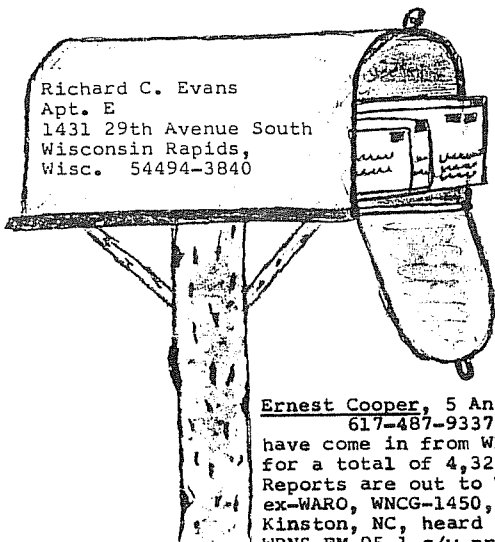 Richard C. Evans
Apt. E
1431 29th Avenue South
Wisconsin Rapids,
Wisc. 54494-3840
Ernest Cooper, 5 An
617-487-9337
have come in from W
for a total of 4,32
Reports are out to
ex-WARO, WNCG-1450,
Kinston, NC, heard